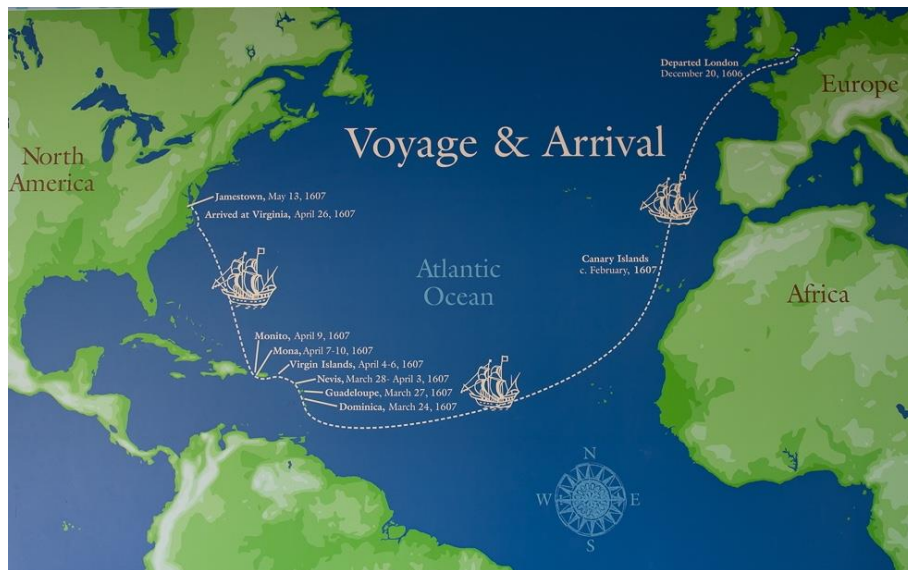 Departed London
December 20, 1606
Europe
Voyage & Arrival
North
America
Jamestown, May 13, 1607
Arrived at Virginia, April 26, 1607
Canary Islands
c. February, 1607
Atlantic
Ocean
Africa
Monito, April 9, 1607
Mona, April 7-10, 1607
Virgin Islands, April 4-6, 1607
Nevis, March 28- April 3, 1607
Guadeloupe, March 27, 1607
Dominica, March 24, 1607
N
W E
S